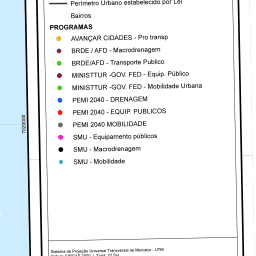 Perímetro Urbano estabelecido por Lei
Bairros
PROGRAMAS
AVANÇAR CIDADES - Pro transp
BRDE / AFD - Macrodrenagem
BRDE/AFD - Transporte Publico
MINISTTUR -GOV. FED - Equip. Público
MINISTTUR -GOV. FED - Mobilidade Urbana
PEMI 2040 - DRENAGEM
PEMI 2040 - EQUIP. PUBLICOS
PEMI 2040 MOBILIDADE
SMU - Equipamento públicos
SMU - Macrodrenagem
SMU - Mobilidade
7020000
Sistema de Projeção Universal Transversal de Mercator - UTM